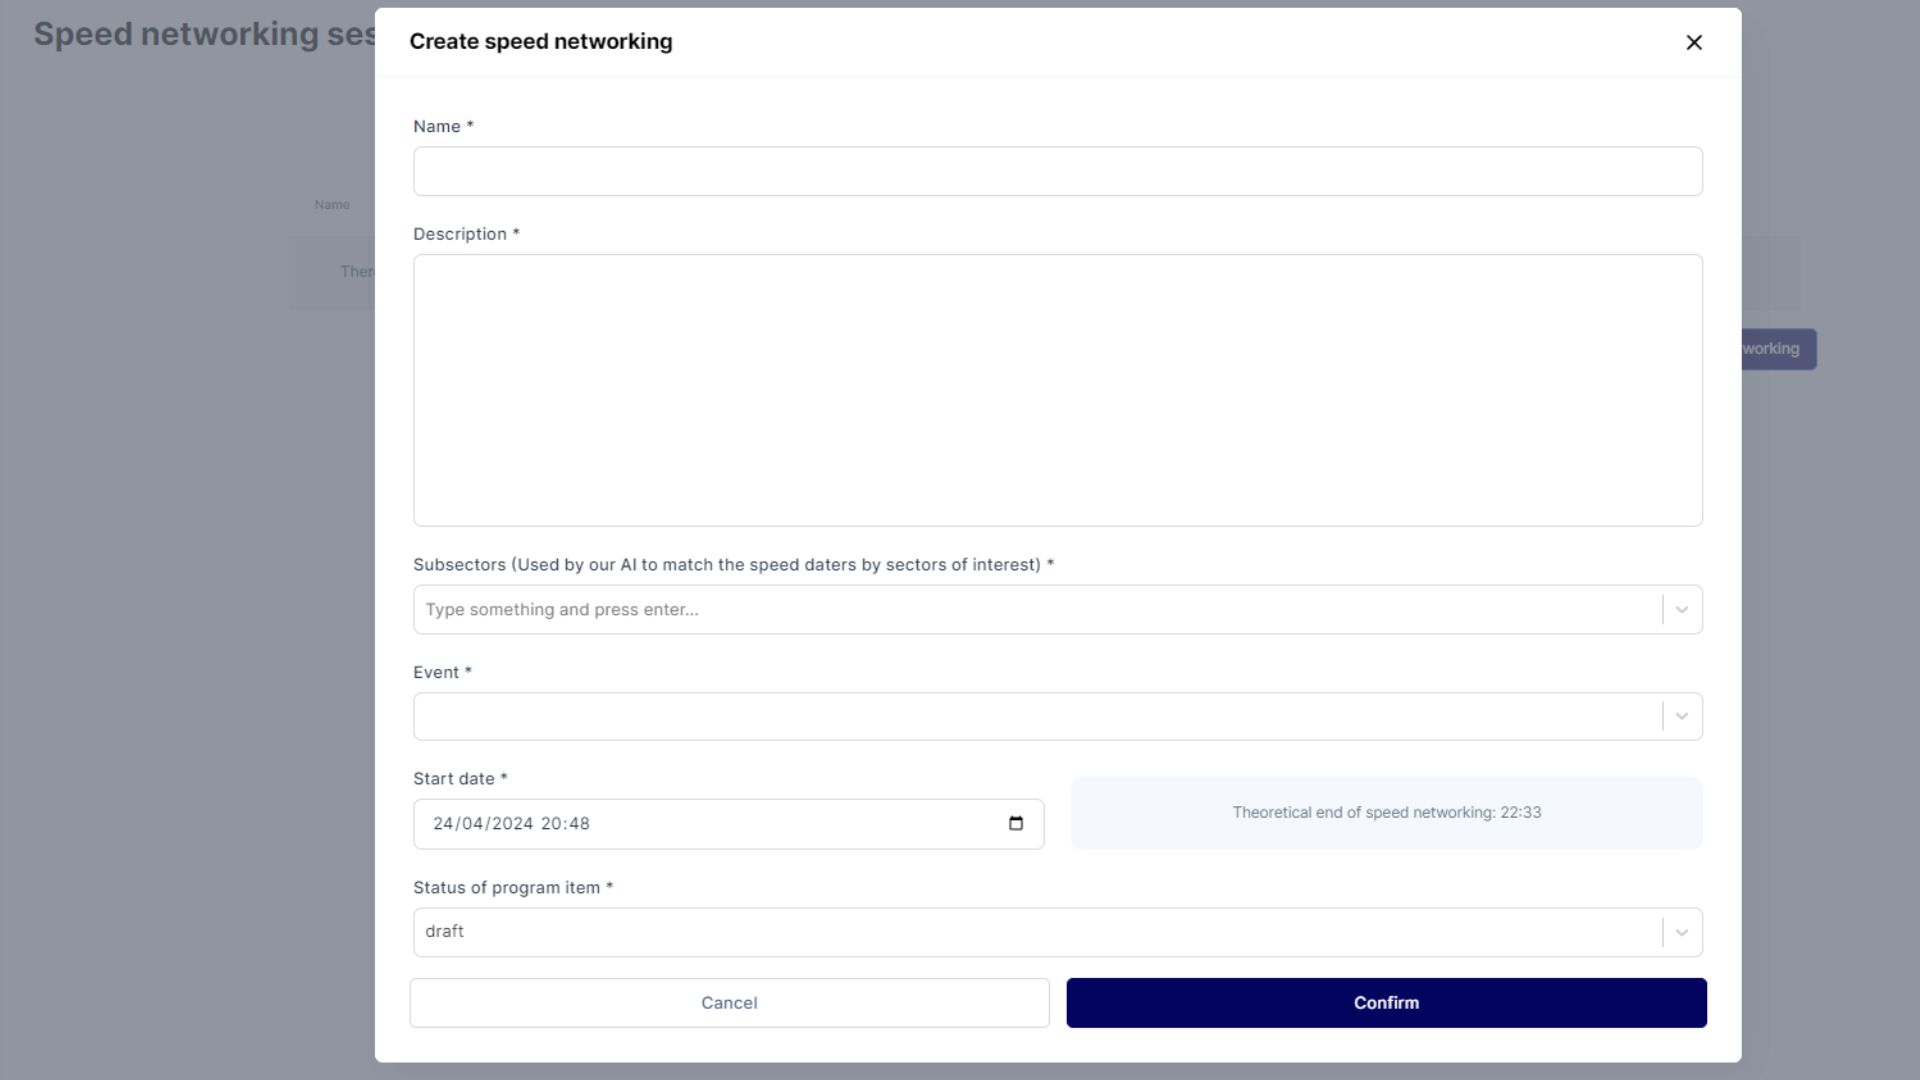 Speed networking ses
Create speed networking
Name *
Name
Description *
Ther
working
Subsectors (Used by our AI to match the speed daters by sectors of interest) *
Type something and press enter...
Event *
Start date *
24/04/2024 20:48
Theoretical end of speed networking: 22:33
Status of program item *
draft
Cancel
Confirm